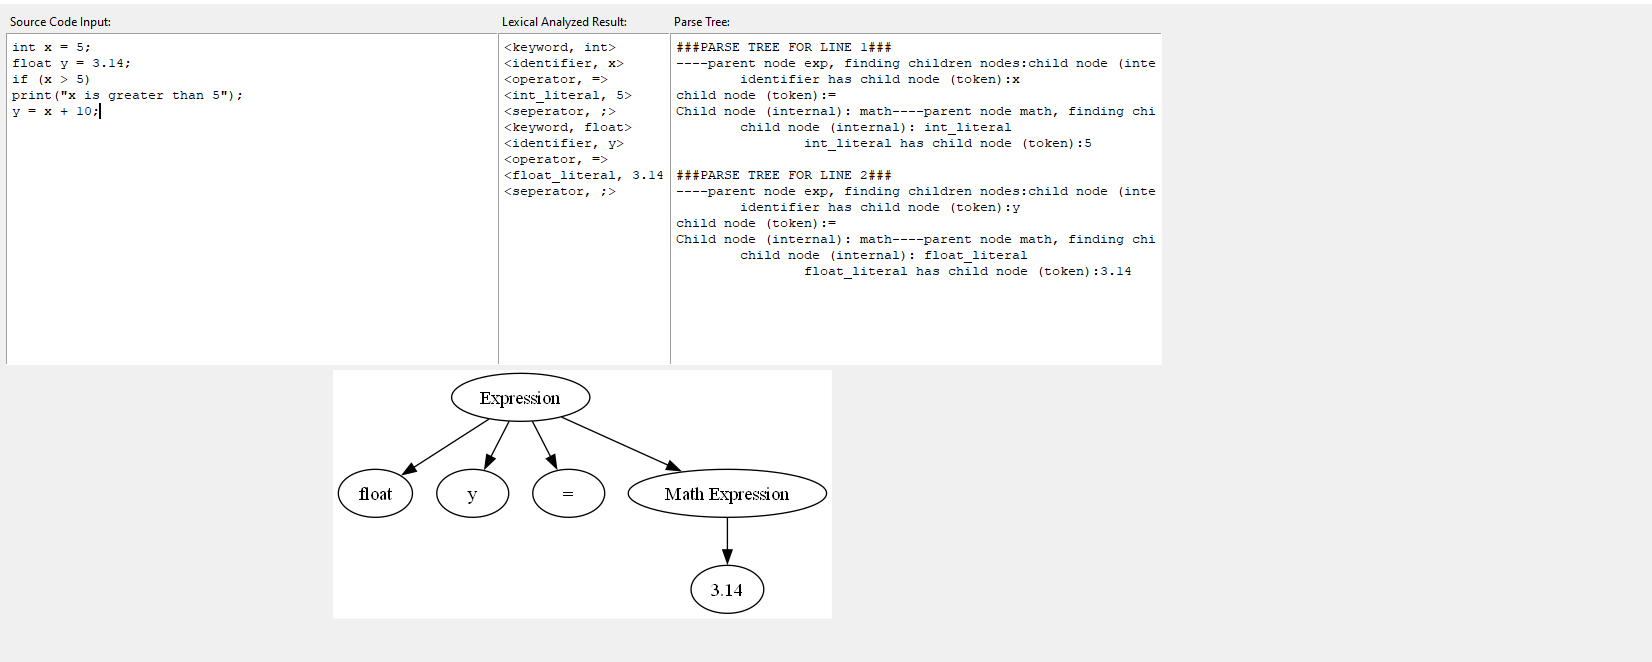 Source Code Input:
int x = 5;
float y = 3.14;
if (x > 5)
print("x is greater than 5");
y = x + 10;
Lexical Analyzed Result:
<keyword, int>
<identifier, x>
<operator, =>
<int_literal, 5>
<seperator, ;>
<keyword, float>
<identifier, y>
<operator, =>
<float_literal, 3.14
<seperator, ;>
Parse Tree:
###PARSE TREE FOR LINE 1###
----parent node exp, finding children nodes:child node (inte
identifier has child node (token):x
child node (token):=
Child node (internal): math----parent node math, finding chi
child node (internal): int_literal
int_literal has child node (token):5
###PARSE TREE FOR LINE 2###
----parent node exp, finding children nodes:child node (inte
identifier has child node (token):y
child node (token):=
Child node (internal): math----parent node math, finding chi
child node (internal): float_literal
float_literal has child node (token):3.14
Expression
float y = Math Expression
3.14